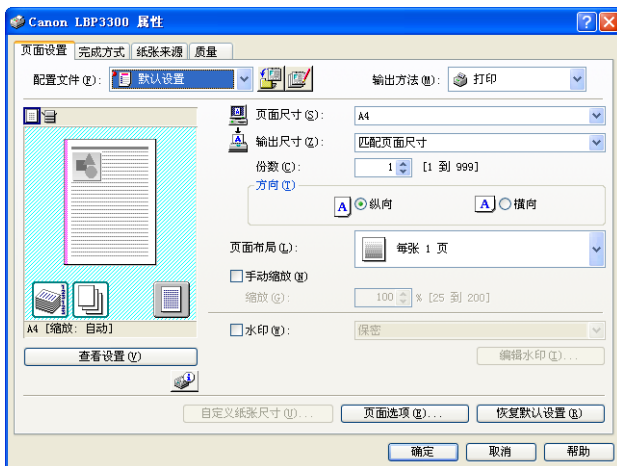 Canon LBP3300 属性
页面设置 完成方式 纸张来源 质量
配置文件(F): 默认设置 输出方法(M): 打印
页面尺寸(S): A4
输出尺寸(Z): 匹配页面尺寸
份数(C): 1 [1 到 999]
方向(T)
A 纵向 A 横向
页面布局(L): 每张 1 页
手动缩放(N)
缩放(G): 100 % [25 到 200]
A4 [缩放: 自动]
水印(W): 保密
查看设置(V) 编辑水印(I)...
自定义纸张尺寸(U)... 页面选项(E)... 恢复默认设置(R)
确定 取消 帮助